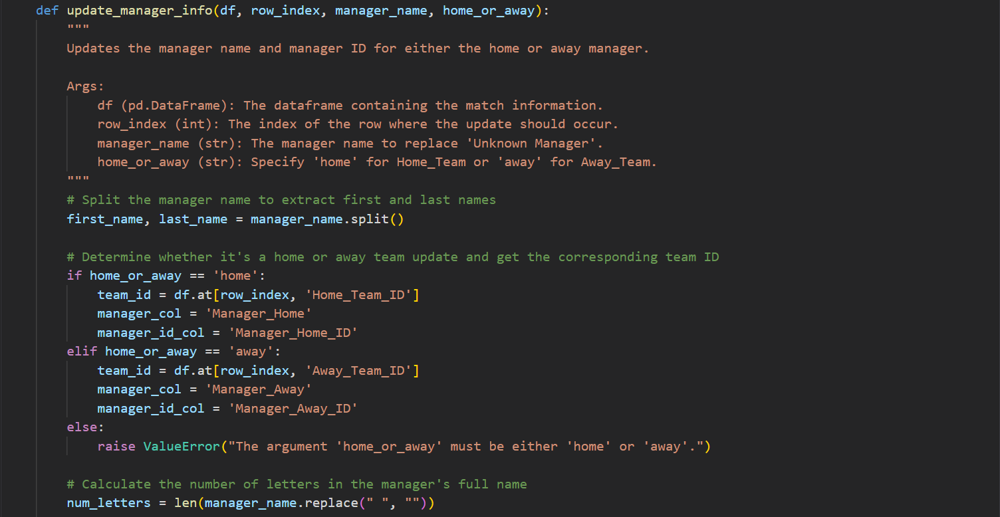 def update_manager_info(df, row_index, manager_name, home_or_away):
"""
Updates the manager name and manager ID for either the home or away manager.
Args:
df (pd.DataFrame): The dataframe containing the match information.
row_index (int): The index of the row where the update should occur.
manager_name (str): The manager name to replace 'Unknown Manager'.
home_or_away (str): Specify 'home' for Home_Team or 'away' for Away_Team.
"""
# Split the manager name to extract first and last names
first_name, last_name = manager_name.split()
# Determine whether it's a home or away team update and get the corresponding team ID
if home_or_away == 'home':
team_id = df.at[row_index, 'Home_Team_ID']
manager_col = 'Manager_Home'
manager_id_col = 'Manager_Home_ID'
elif home_or_away == 'away':
team_id = df.at[row_index, 'Away_Team_ID']
manager_col = 'Manager_Away'
manager_id_col = 'Manager_Away_ID'
else:
raise ValueError("The argument 'home_or_away' must be either 'home' or 'away'.")
# Calculate the number of letters in the manager's full name
num_letters = len(manager_name.replace(" ", ""))